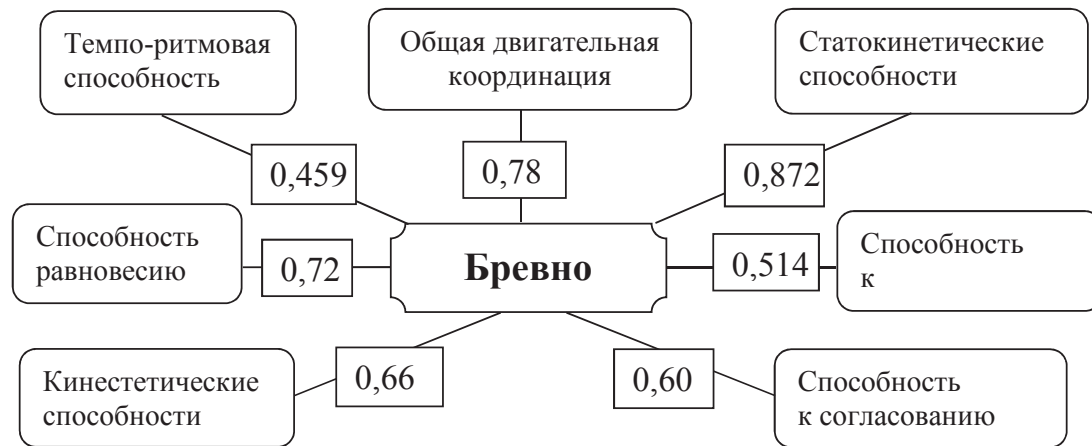 Темпо-ритмовая
способность
Общая двигательная
координация
Статокинетические
способности
0,459
0,78
0,872
Способность
равновесию
0,72
Бревно
0,514
Способность
к
Кинестетические
способности
0,66
0,60
Способность
к согласованию